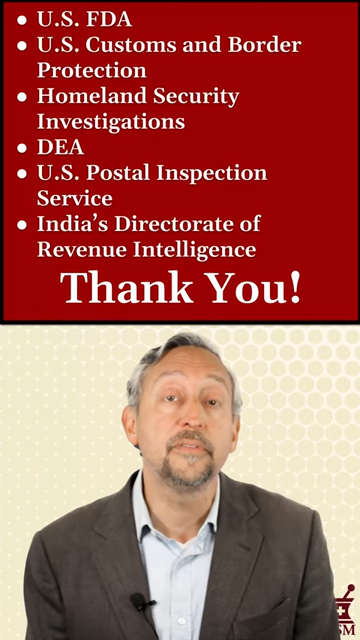 • U.S. FDA
• U.S. Customs and Border
Protection
• Homeland Security
Investigations
• DEA
• U.S. Postal Inspection
Service
• India’s Directorate of
Revenue Intelligence
Thank You!